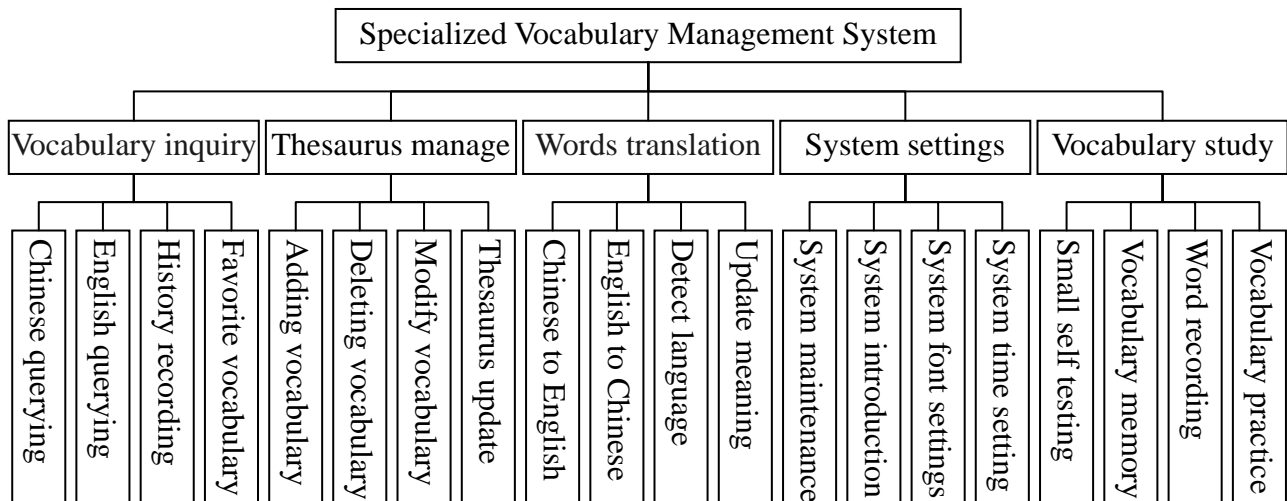 Specialized Vocabulary Management System
Vocabulary inquiry
Thesaurus manage
Words translation
System settings
Vocabulary study
Chinese querying
English querying
History recording
Favorite vocabulary
Adding vocabulary
Deleting vocabulary
Modify vocabulary
Thesaurus update
Chinese to English
English to Chinese
Detect language
Update meaning
System maintenance
System introduction
System font settings
System time setting
Small self testing
Vocabulary memory
Word recording
Vocabulary practice